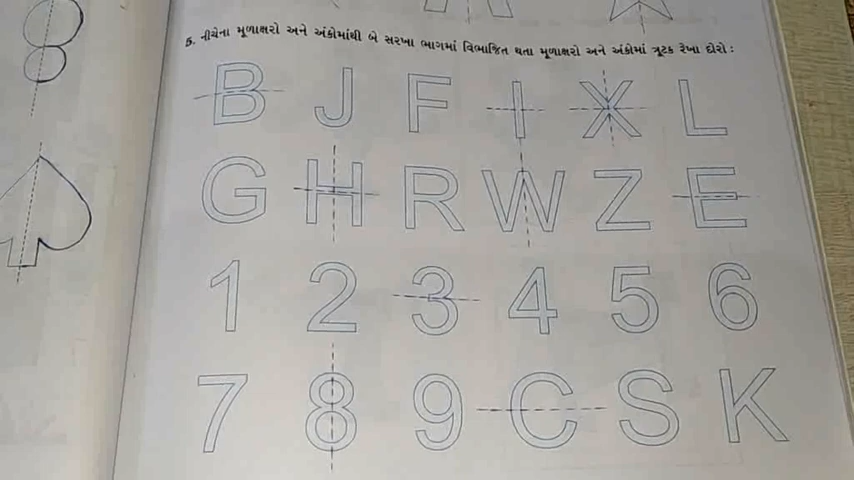 5. નીચેના મૂળાક્ષરો અને અંકોમાંથી બે સરખા ભાગમાં વિભાજિત થતા મૂળાક્ષરો અને અંકોમાં ત્રૂટક રેખા દોરો :
B J F I X L
G H R W Z E
1 2 3 4 5 6
7 8 9 C S K